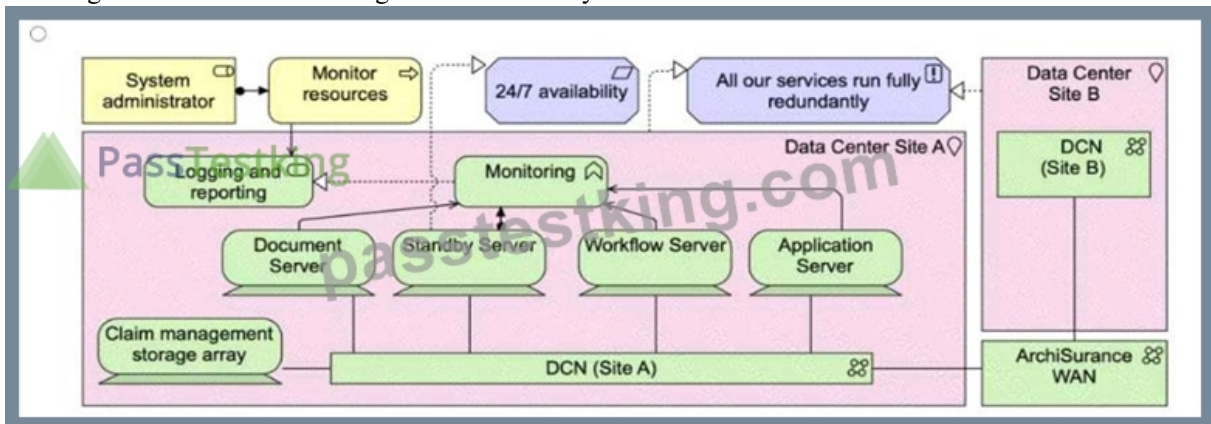 System
administrator
Monitor
resources
24/7 availability
All our services run fully
redundantly
Data Center
Site B
Data Center Site A
DCN
(Site B)
PassTestking
Logging and
reporting
Monitoring
passtestking.com
Document
Server
Standby Server
Workflow Server
Application
Server
Claim management
storage array
DCN (Site A)
ArchiSurance
WAN